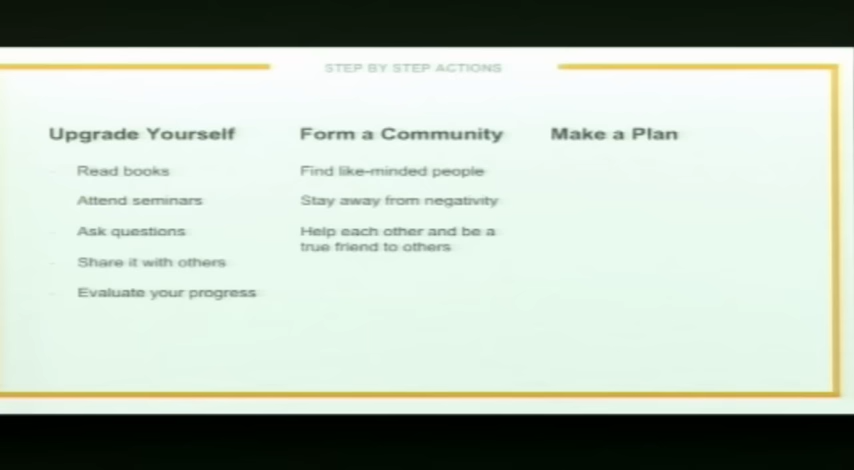 STEP BY STEP ACTIONS
Upgrade Yourself
Read books
Attend seminars
Ask questions
Share it with others
Evaluate your progress
Form a Community
Find like-minded people
Stay away from negativity
Help each other and be a
true friend to others
Make a Plan